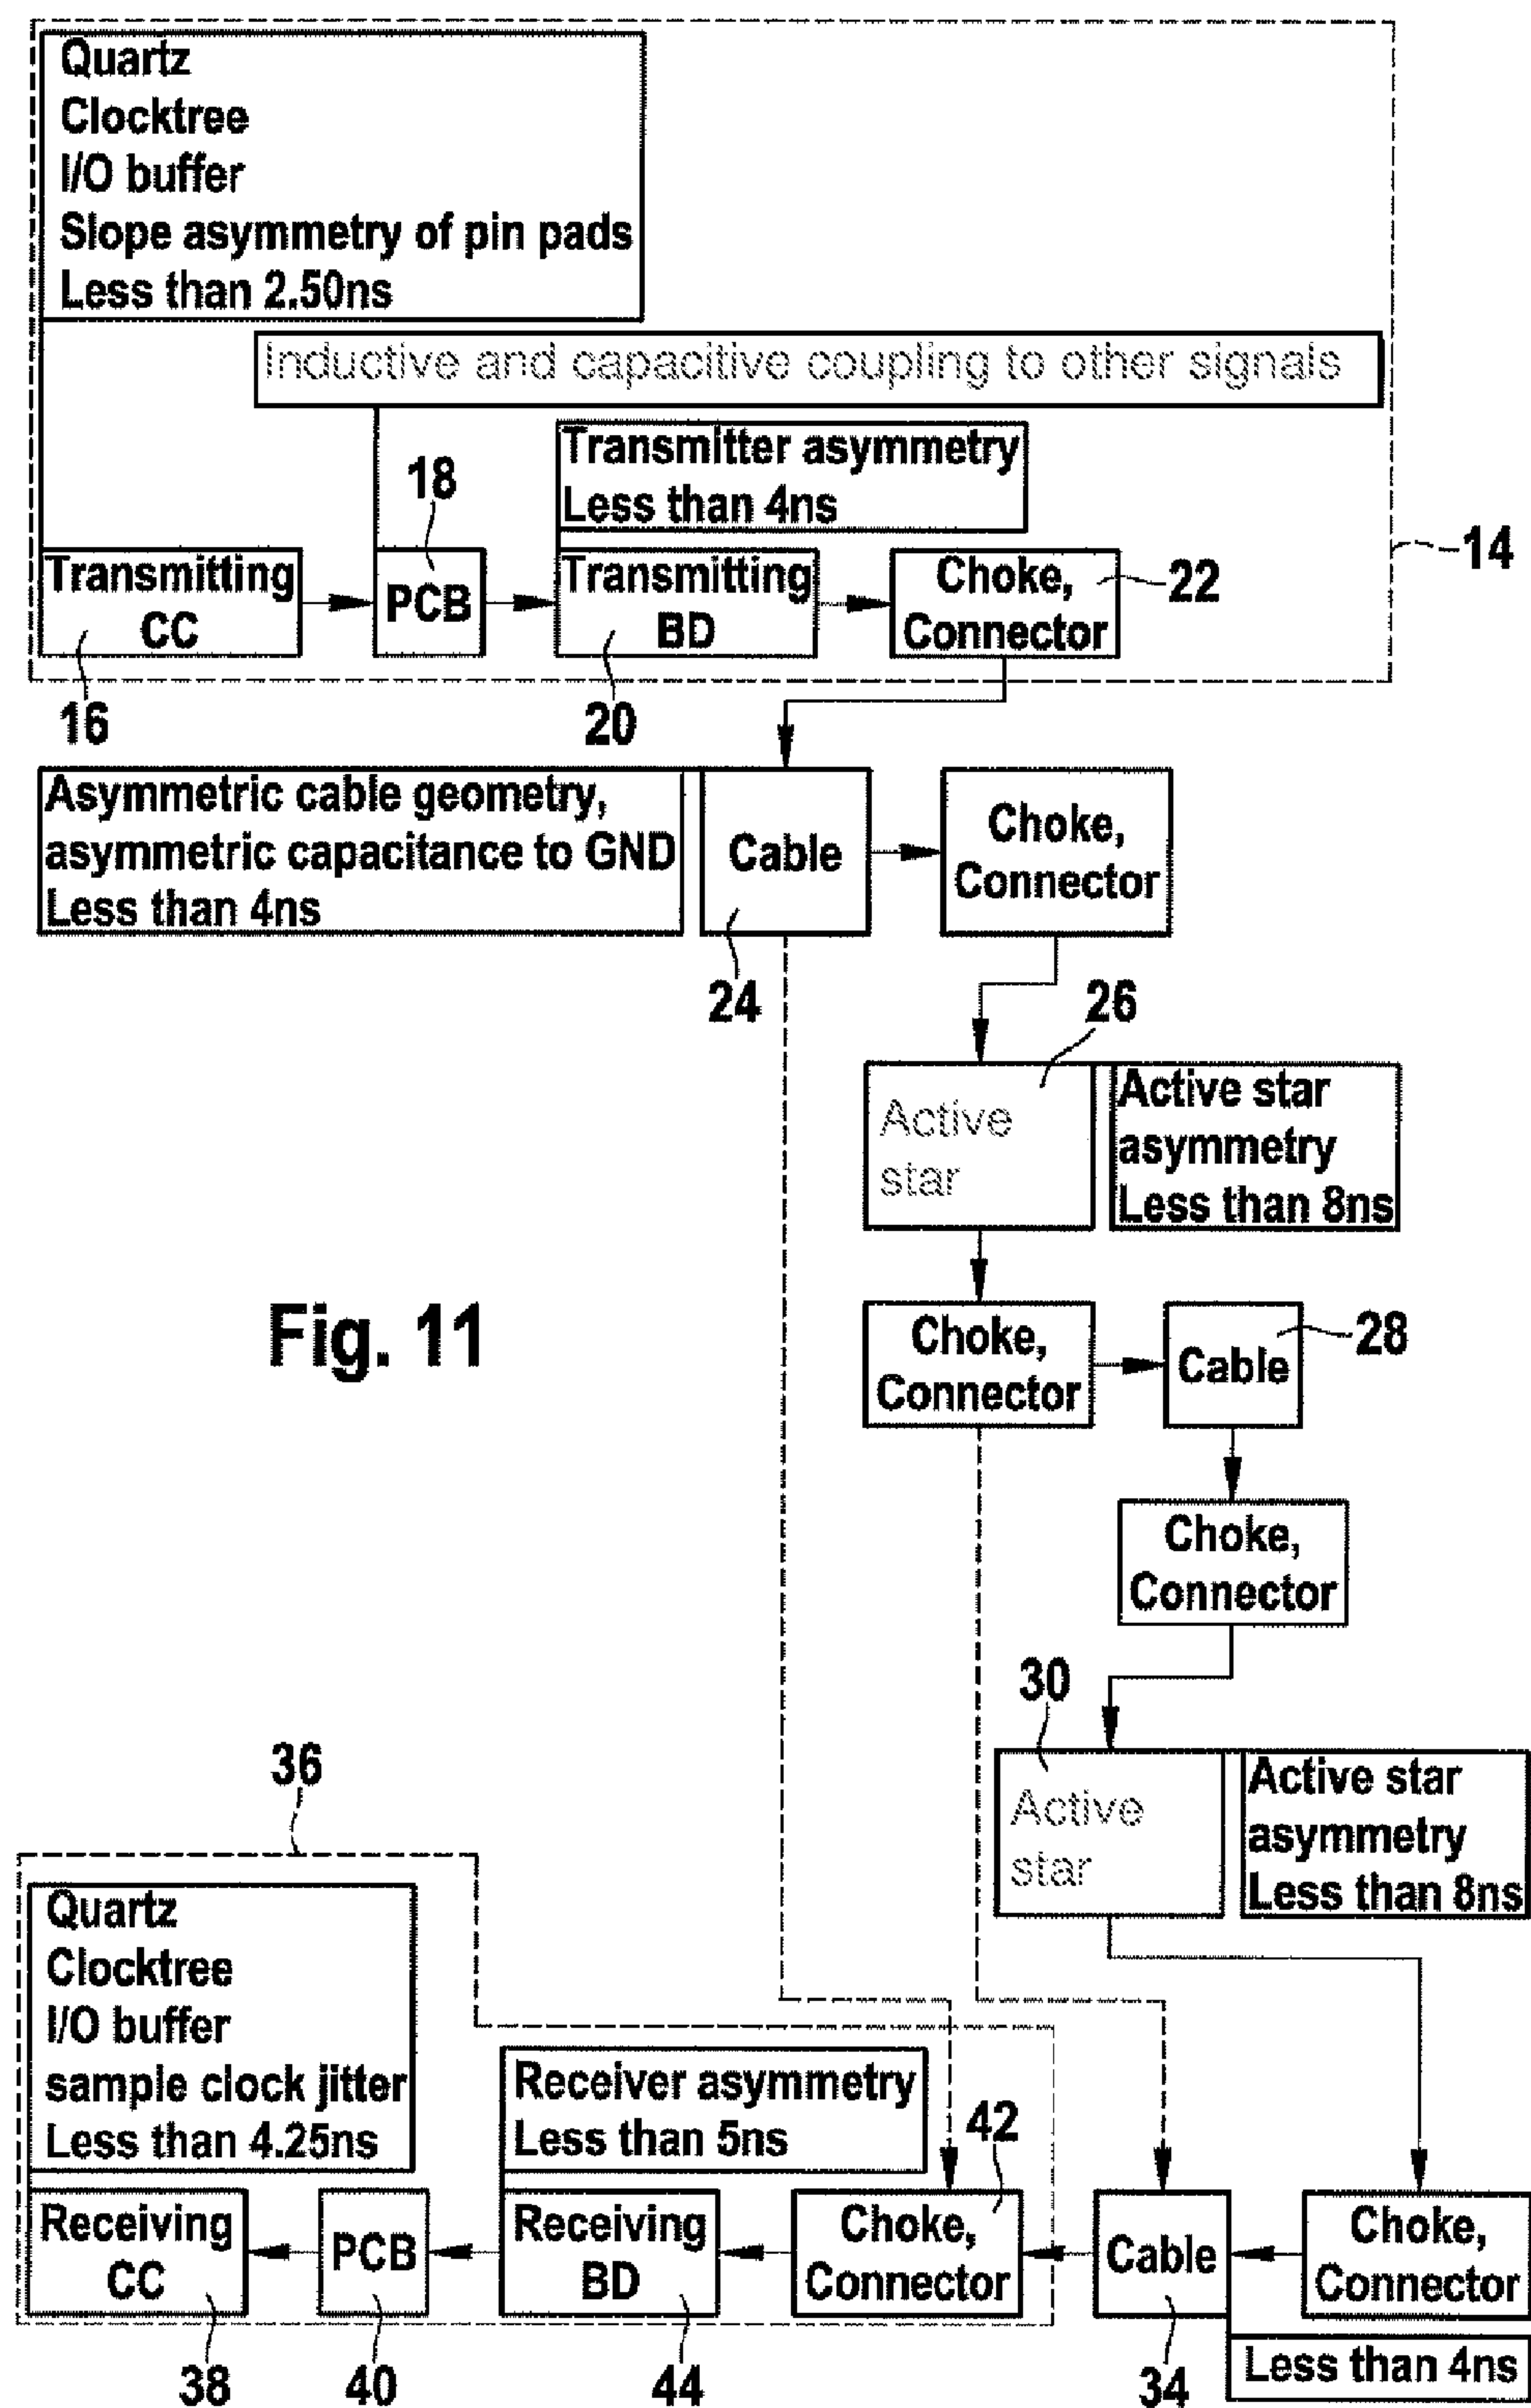 Quartz
Clocktree
I/O buffer
Slope asymmetry of pin pads
Less than 2.50ns
Inductive and capacitive coupling to other signals
Transmitter asymmetry
Less than 4ns
18
14
Transmitting
CC
PCB
Transmitting
BD
Choke,
Connector
22
16
20
Asymmetric cable geometry,
asymmetric capacitance to GND
Less than 4ns
Cable
Choke,
Connector
24
26
Active
star
Active star
asymmetry
Less than 8ns
Fig. 11
Choke,
Connector
Cable
28
Choke,
Connector
30
Active
star
Active star
asymmetry
Less than 8ns
36
Quartz
Clocktree
I/O buffer
sample clock jitter
Less than 4.25ns
Receiver asymmetry
Less than 5ns
42
Receiving
CC
PCB
Receiving
BD
Choke,
Connector
Cable
Choke,
Connector
38
40
44
34
Less than 4ns